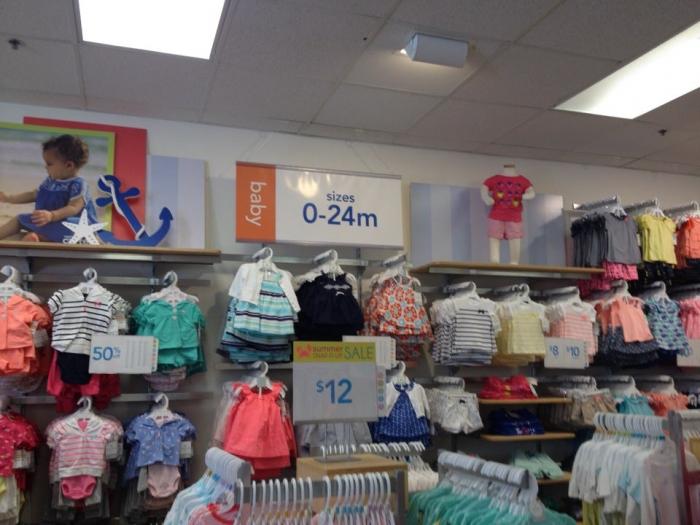 baby
sizes
0-24m
50%
summer
SALE
$12
$8
$10